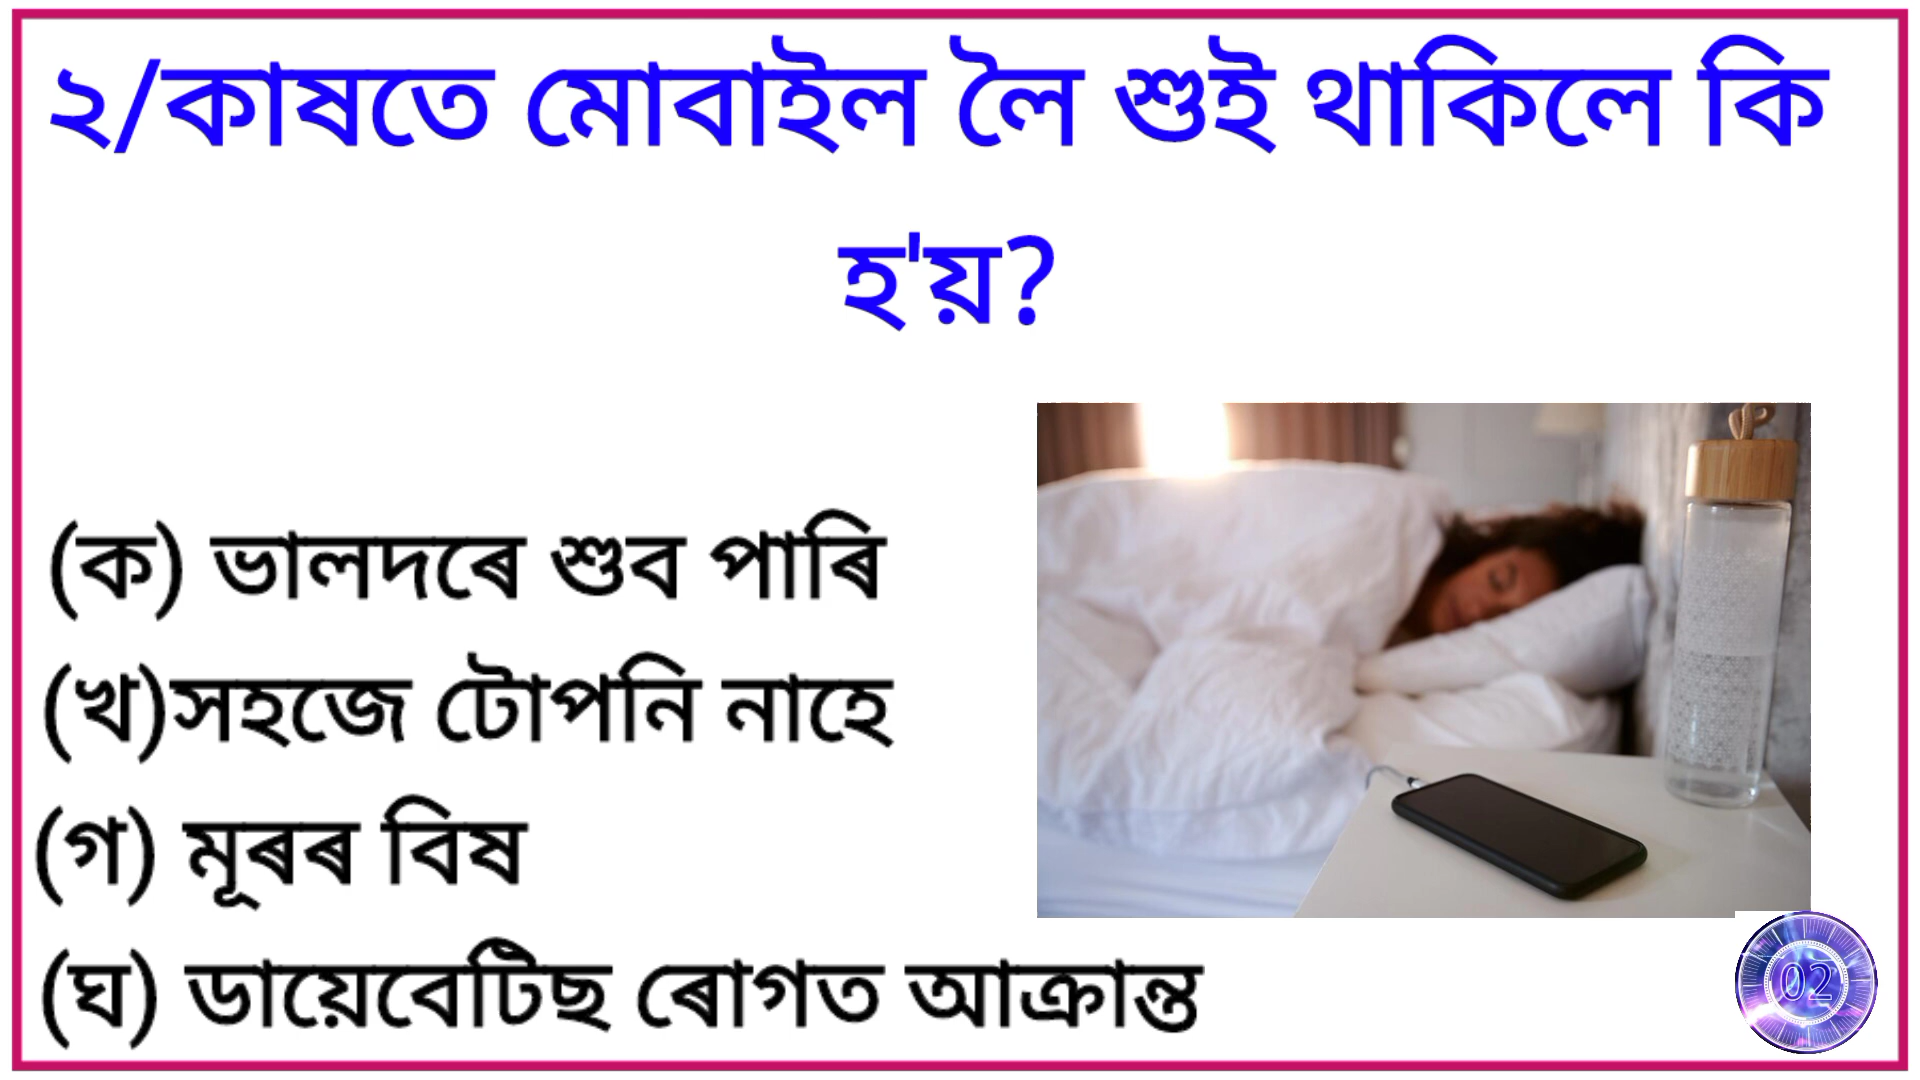 ২/কাষতে মোবাইল লৈ শুই থাকিলে কি
হ'য়?
(ক) ভালদৰে শুব পাৰি
(খ)সহজে টোপনি নাহে
(গ) মূৰৰ বিষ
(ঘ) ডায়েবেটিছ ৰোগত আক্ৰান্ত
02